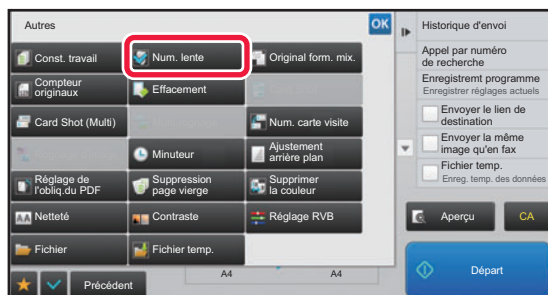 Autres
OK
Const. travail
Num. lente
Original form. mix.
Compteur
originaux
Effacement
Card Shot (Multi)
Num. carte visite
Minuteur
Ajustement
arrière plan
Réglage de
l'obliq.du PDF
Suppression
page vierge
Supprimer
la couleur
AA Netteté
Contraste
Réglage RVB
Fichier
Fichier temp.
Précédent
A4
A4
Historique d'envoi
Appel par numéro
de recherche
Enregistremt programme
Enregistrer réglages actuels
Envoyer le lien de
destination
Envoyer la même
image qu'en fax
Fichier temp.
Enreg. temp. des données
Aperçu
CA
Départ